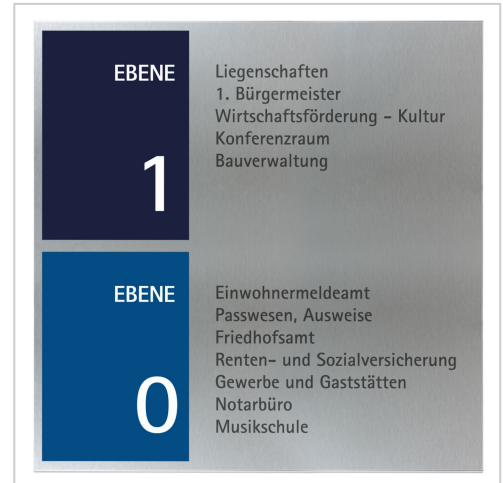 EBENE
1
Liegenschaften
1. Bürgermeister
Wirtschaftsförderung - Kultur
Konferenzraum
Bauverwaltung
EBENE
0
Einwohnermeldeamt
Passwesen, Ausweise
Friedhofsamt
Renten- und Sozialversicherung
Gewerbe und Gaststätten
Notarbüro
Musikschule